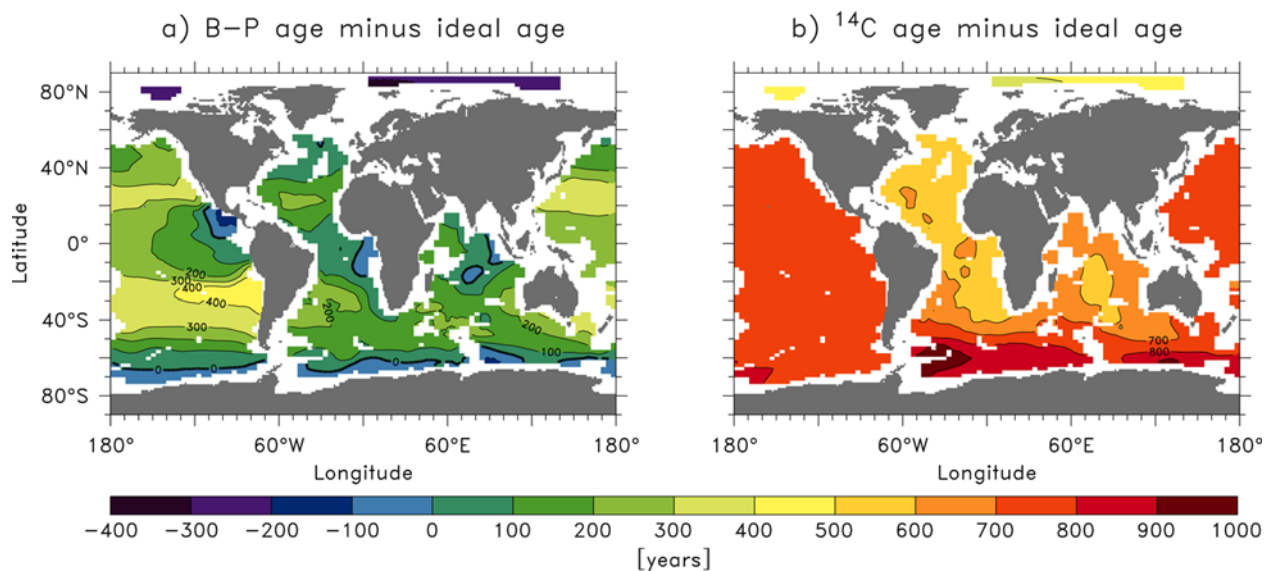 a) B–P age minus ideal age
b) ¹⁴C age minus ideal age
80°N
40°N
0°
40°S
80°S
Latitude
200
300
400
400
300
0
0
200
0
200
100
700
800
180°
60°W
60°E
180°
180°
60°W
60°E
180°
Longitude
Longitude
−400 −300 −200 −100 0 100 200 300 400 500 600 700 800 900 1000
[years]